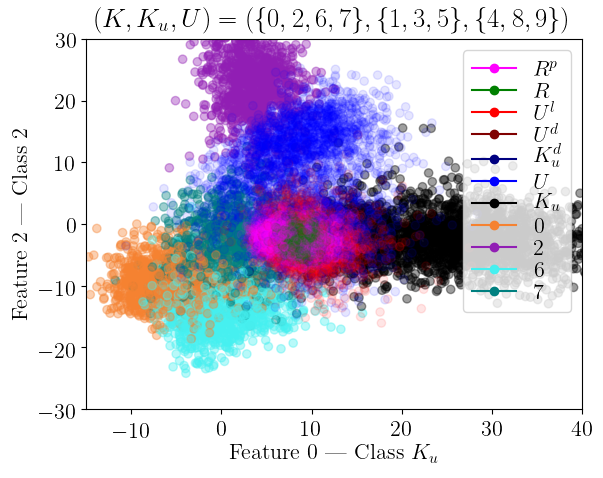 (K, K_u, U) = ({0, 2, 6, 7}, {1, 3, 5}, {4, 8, 9})
30
20
10
0
−10
−20
−30
Feature 2 — Class 2
R^p
R
U^l
U^d
K_u^d
U
K_u
0
2
6
7
−10 0 10 20 30 40
Feature 0 — Class K_u